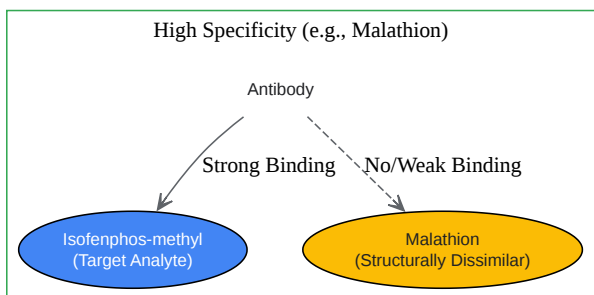 High Specificity (e.g., Malathion)
Antibody
Strong Binding
No/Weak Binding
Isofenphos-methyl
(Target Analyte)
Malathion
(Structurally Dissimilar)